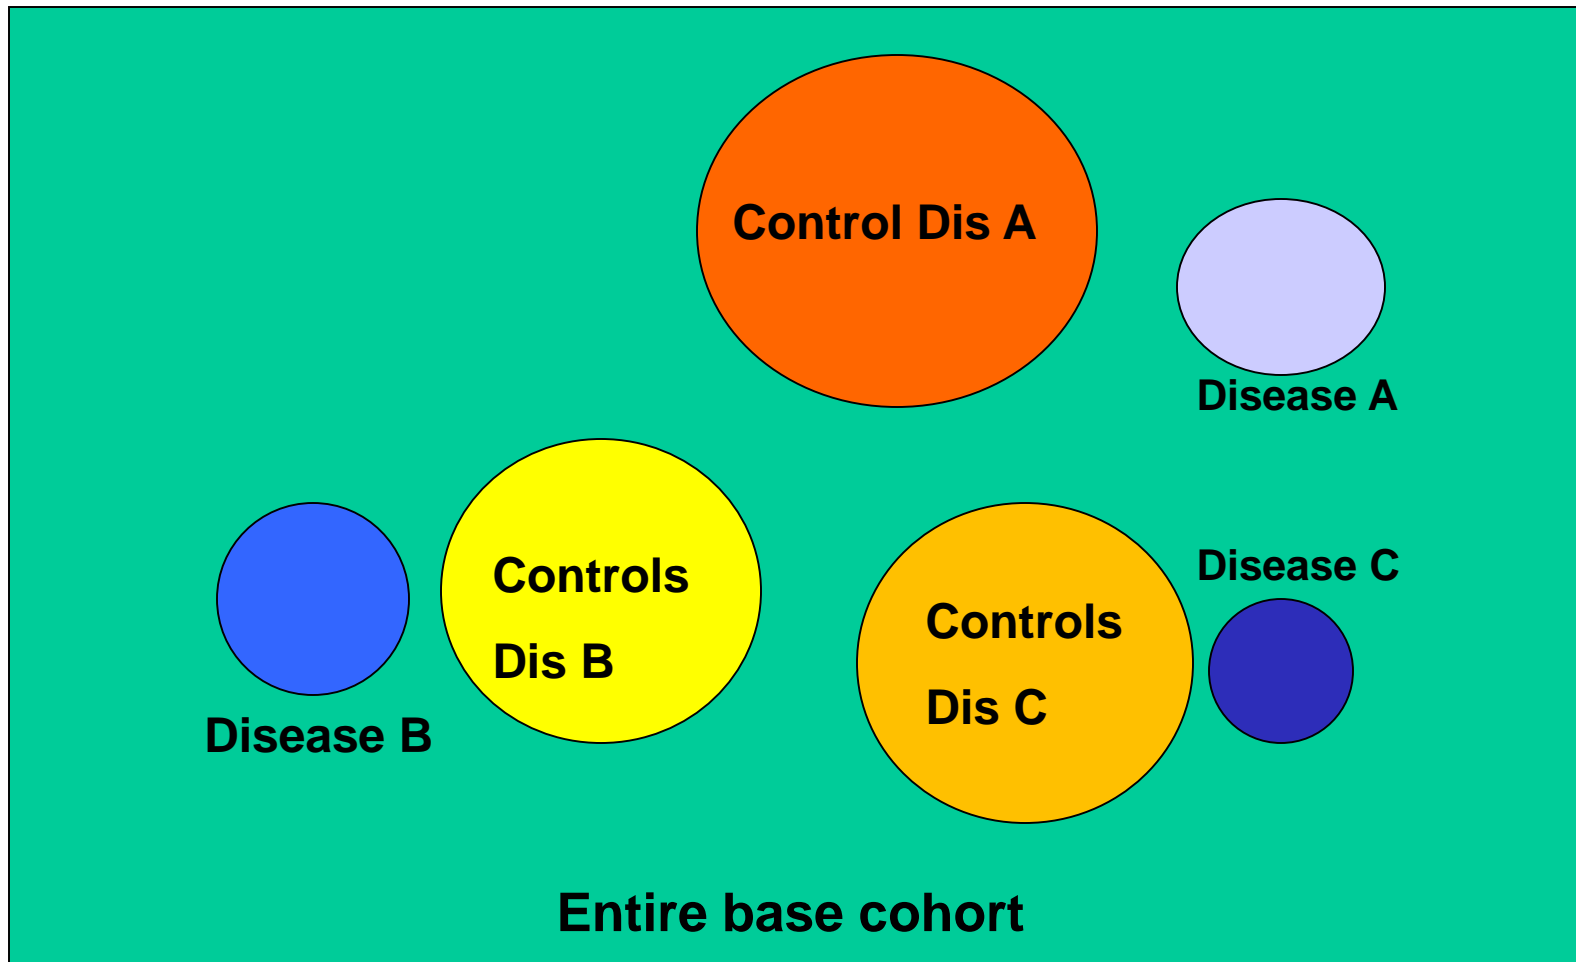 Control Dis A
Disease A
Controls
Dis B
Disease B
Controls
Dis C
Disease C
Entire base cohort